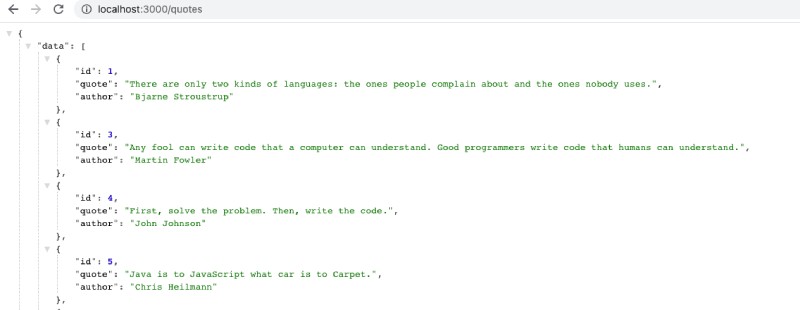 localhost:3000/quotes
{
"data": [
{
"id": 1,
"quote": "There are only two kinds of languages: the ones people complain about and the ones nobody uses.",
"author": "Bjarne Stroustrup"
},
{
"id": 3,
"quote": "Any fool can write code that a computer can understand. Good programmers write code that humans can understand.",
"author": "Martin Fowler"
},
{
"id": 4,
"quote": "First, solve the problem. Then, write the code.",
"author": "John Johnson"
},
{
"id": 5,
"quote": "Java is to JavaScript what car is to Carpet.",
"author": "Chris Heilmann"
},